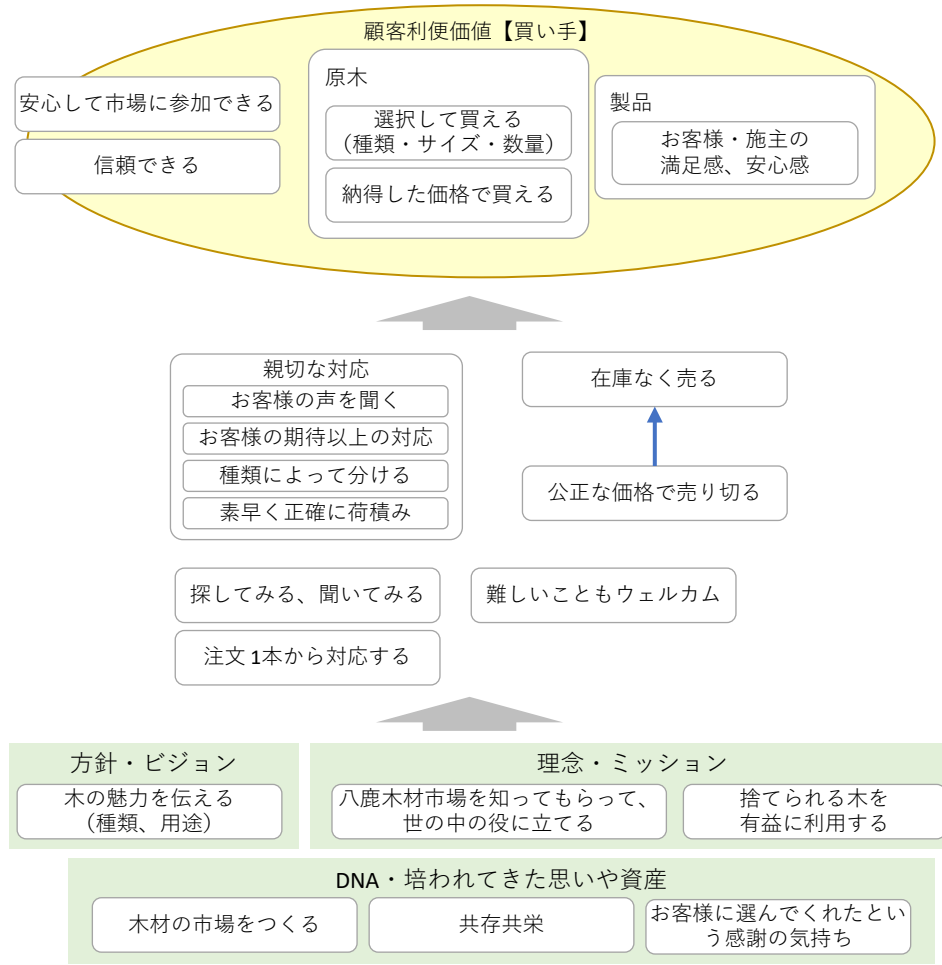 顧客利便価値【買い手】
安心して市場に参加できる
信頼できる
原木
選択して買える
（種類・サイズ・数量）
納得した価格で買える
製品
お客様・施主の
満足感、安心感
親切な対応
お客様の声を聞く
お客様の期待以上の対応
種類によって分ける
素早く正確に荷積み
在庫なく売る
公正な価格で売り切る
探してみる、聞いてみる
難しいこともウェルカム
注文 1本から対応する
方針・ビジョン
木の魅力を伝える
（種類、用途）
理念・ミッション
八鹿木材市場を知ってもらって、
世の中の役に立てる
捨てられる木を
有益に利用する
DNA・培われてきた思いや資産
木材の市場をつくる
共存共栄
お客様に選んでくれたとい
う感謝の気持ち